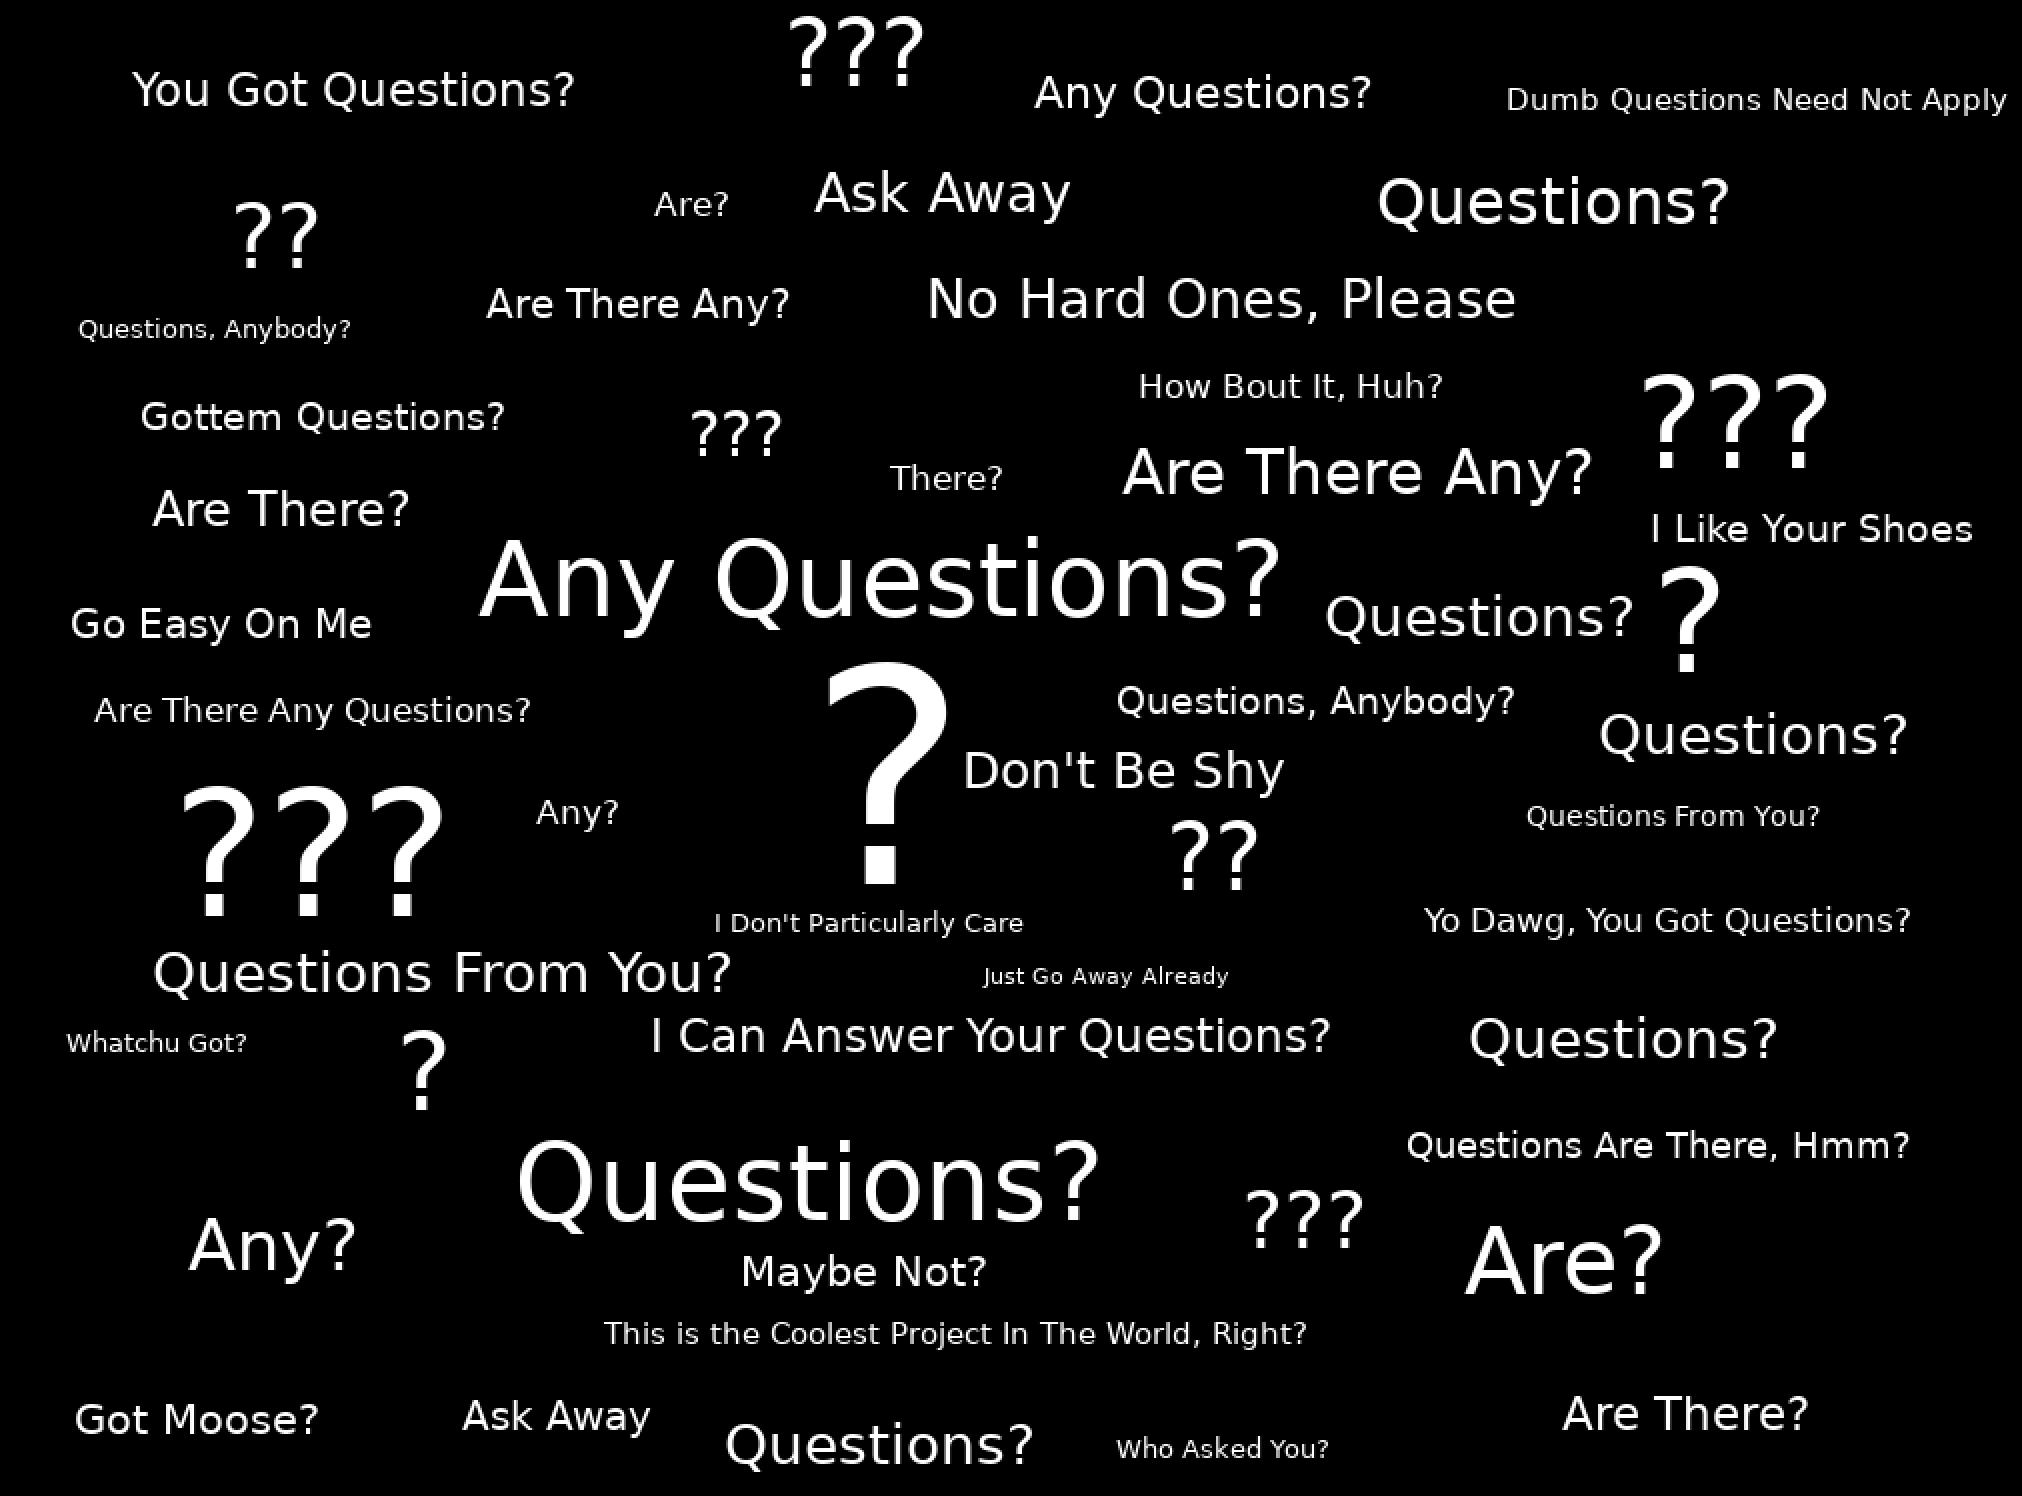 ???
You Got Questions?
Any Questions?
Dumb Questions Need Not Apply
Are?
Ask Away
Questions?
??
Are There Any?
No Hard Ones, Please
Questions, Anybody?
How Bout It, Huh?
???
Gottem Questions?
???
There?
Are There Any?
Are There?
I Like Your Shoes
Any Questions?
Go Easy On Me
Questions?
?
Are There Any Questions?
?
Questions, Anybody?
Questions?
Don't Be Shy
???
Any?
??
Questions From You?
I Don't Particularly Care
Yo Dawg, You Got Questions?
Questions From You?
Just Go Away Already
Whatchu Got?
?
I Can Answer Your Questions?
Questions?
Questions Are There, Hmm?
Questions?
???
Any?
Are?
Maybe Not?
This is the Coolest Project In The World, Right?
Got Moose?
Ask Away
Questions?
Who Asked You?
Are There?